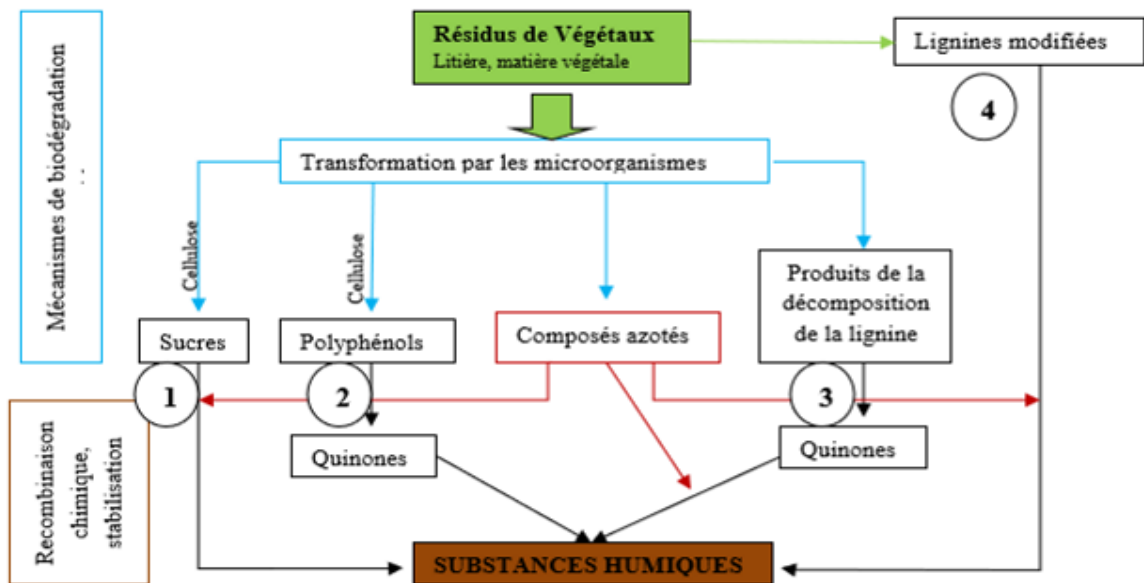 Résidus de Végétaux
Litière, matière végétale
Lignines modifiées
4
Mécanismes de biodégradation
Transformation par les microorganismes
Cellulose
Cellulose
Produits de la
décomposition
de la lignine
Sucres
Polyphénols
Composés azotés
1
2
3
Recombinaison
chimique,
stabilisation
Quinones
Quinones
SUBSTANCES HUMIQUES